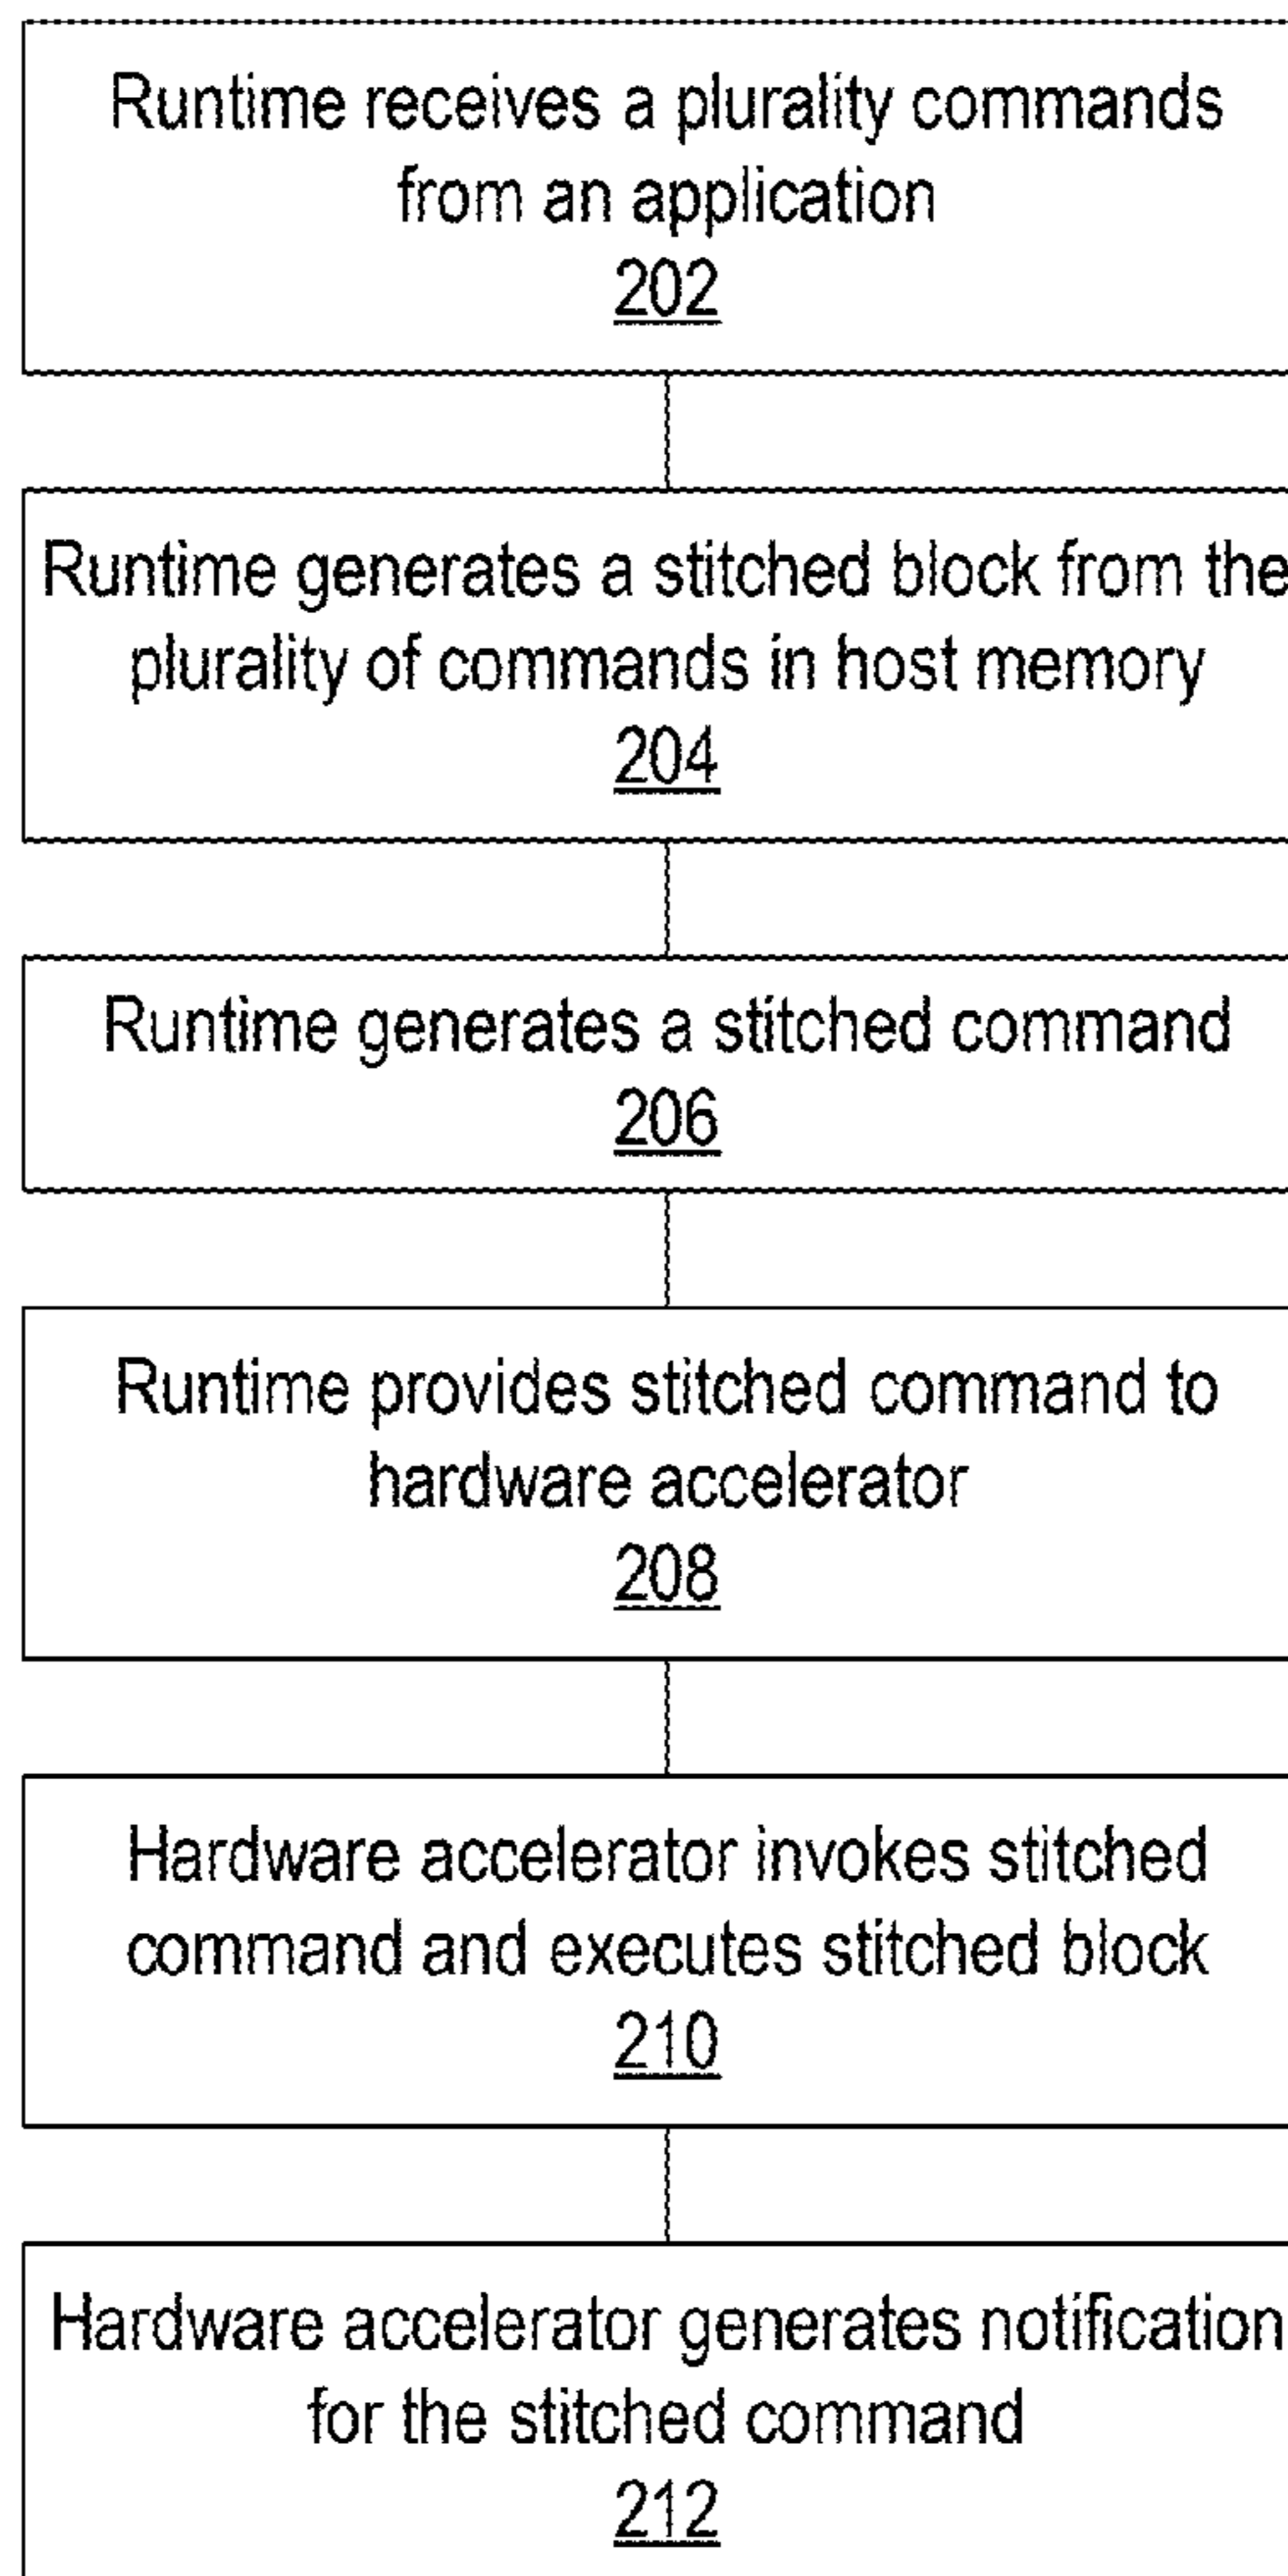 Runtime receives a plurality commands
from an application
202
Runtime generates a stitched block from the
plurality of commands in host memory
204
Runtime generates a stitched command
206
Runtime provides stitched command to
hardware accelerator
208
Hardware accelerator invokes stitched
command and executes stitched block
210
Hardware accelerator generates notification
for the stitched command
212